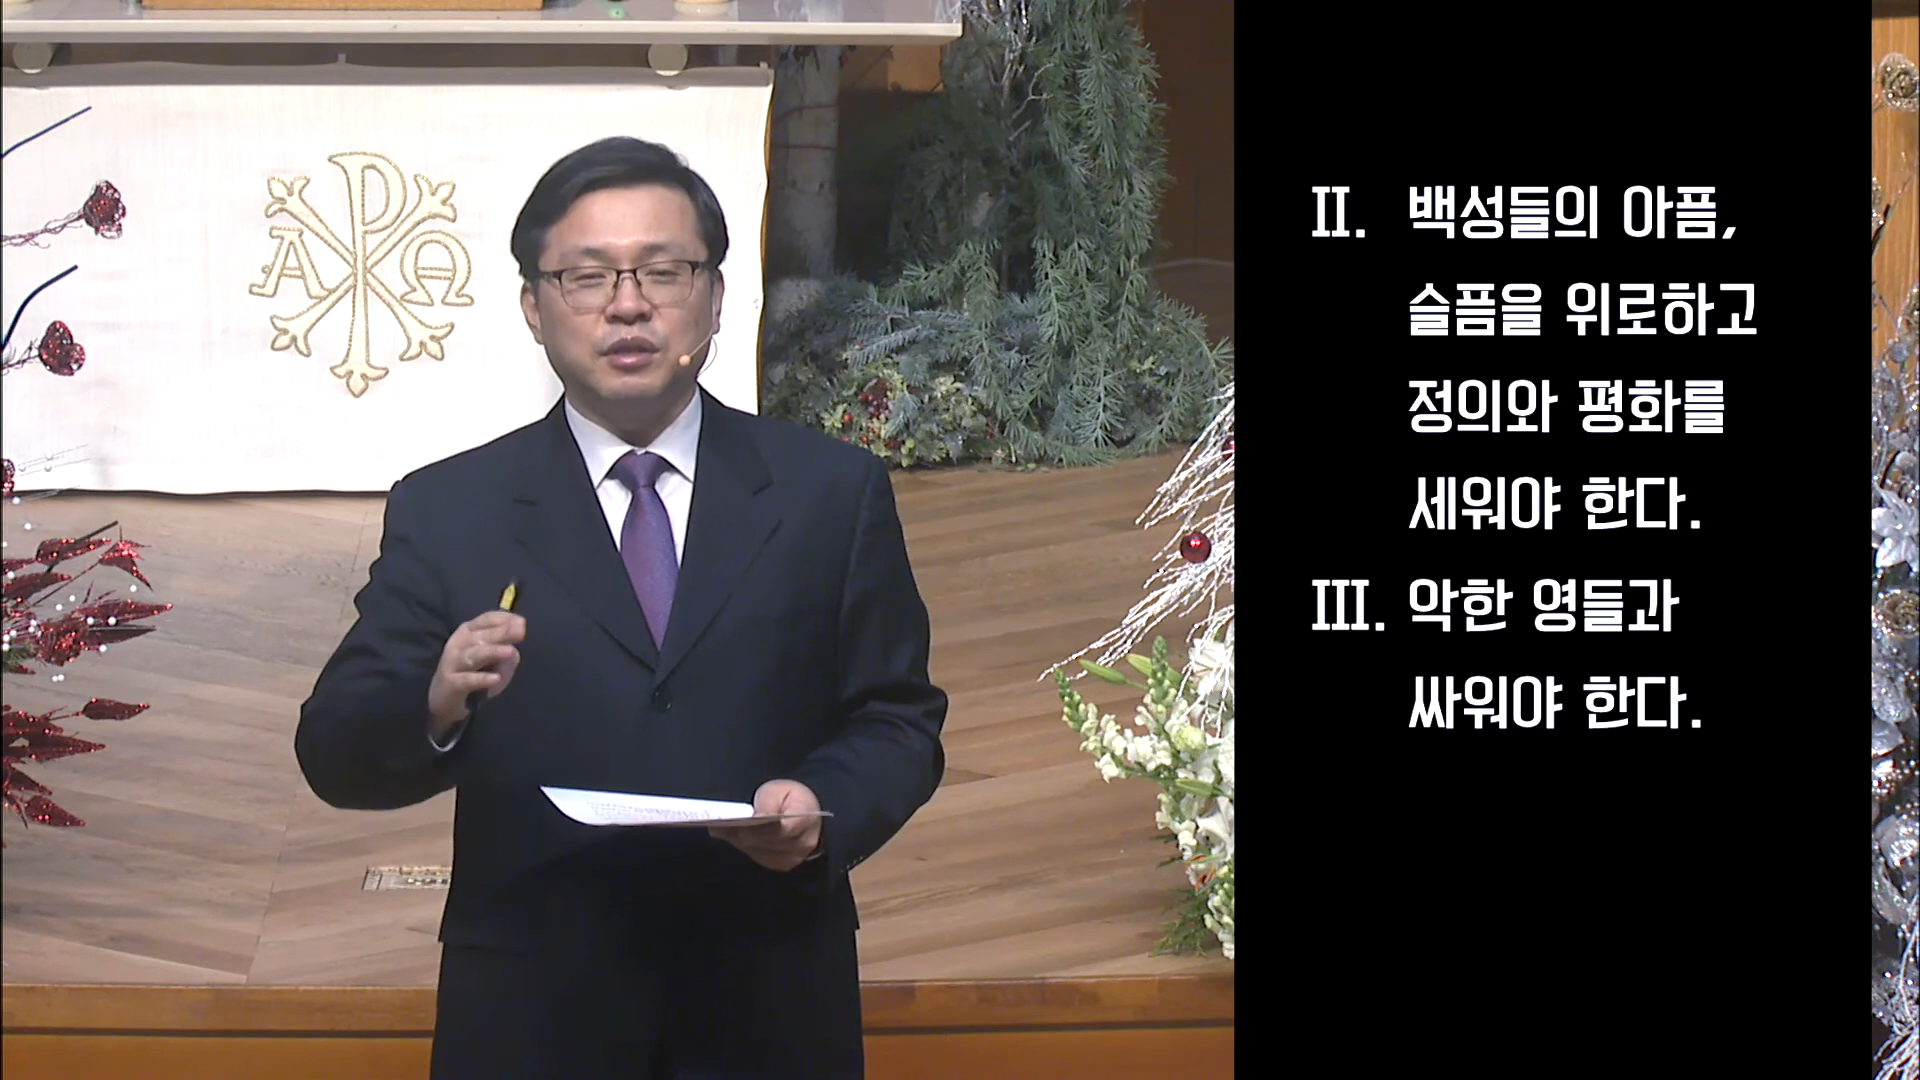 Α Ω
II. 백성들의 아픔,
슬픔을 위로하고
정의와 평화를
세워야 한다.
III. 악한 영들과
싸워야 한다.